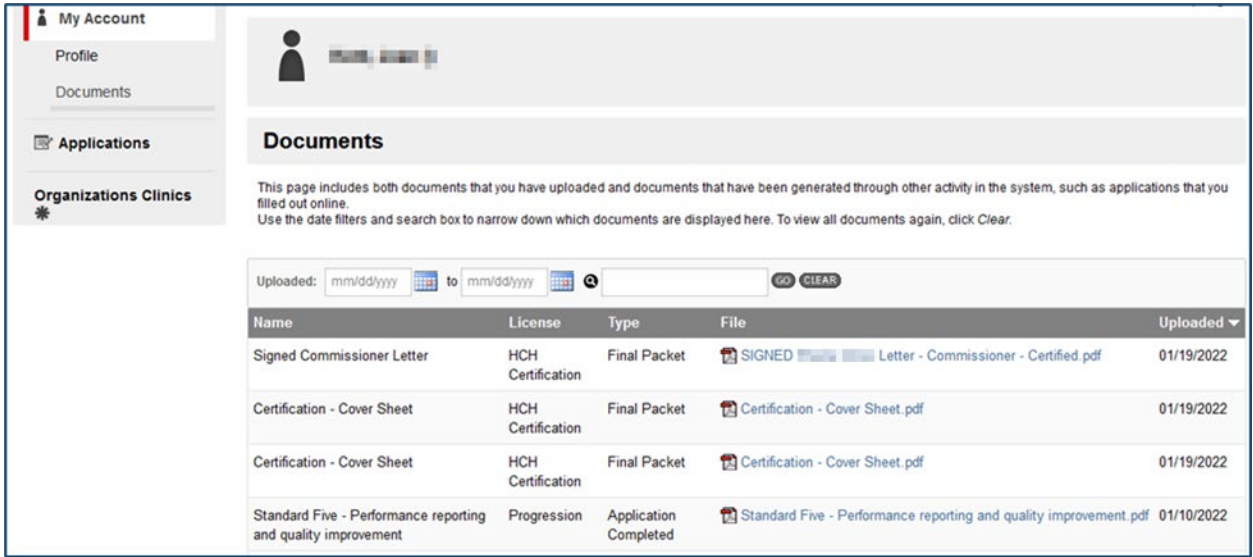 My Account
Profile
Documents
Applications
Organizations Clinics
Documents
This page includes both documents that you have uploaded and documents that have been generated through other activity in the system, such as applications that you
filled out online.
Use the date filters and search box to narrow down which documents are displayed here. To view all documents again, click Clear.
Uploaded: mm/dd/yyyy to mm/dd/yyyy GO CLEAR
Name License Type File Uploaded
Signed Commissioner Letter HCH Final Packet SIGNED Letter - Commissioner - Certified.pdf 01/19/2022
Certification
Certification - Cover Sheet HCH Final Packet Certification - Cover Sheet.pdf 01/19/2022
Certification
Certification - Cover Sheet HCH Final Packet Certification - Cover Sheet.pdf 01/19/2022
Certification
Standard Five - Performance reporting Progression Application Standard Five - Performance reporting and quality improvement.pdf 01/10/2022
and quality improvement Completed